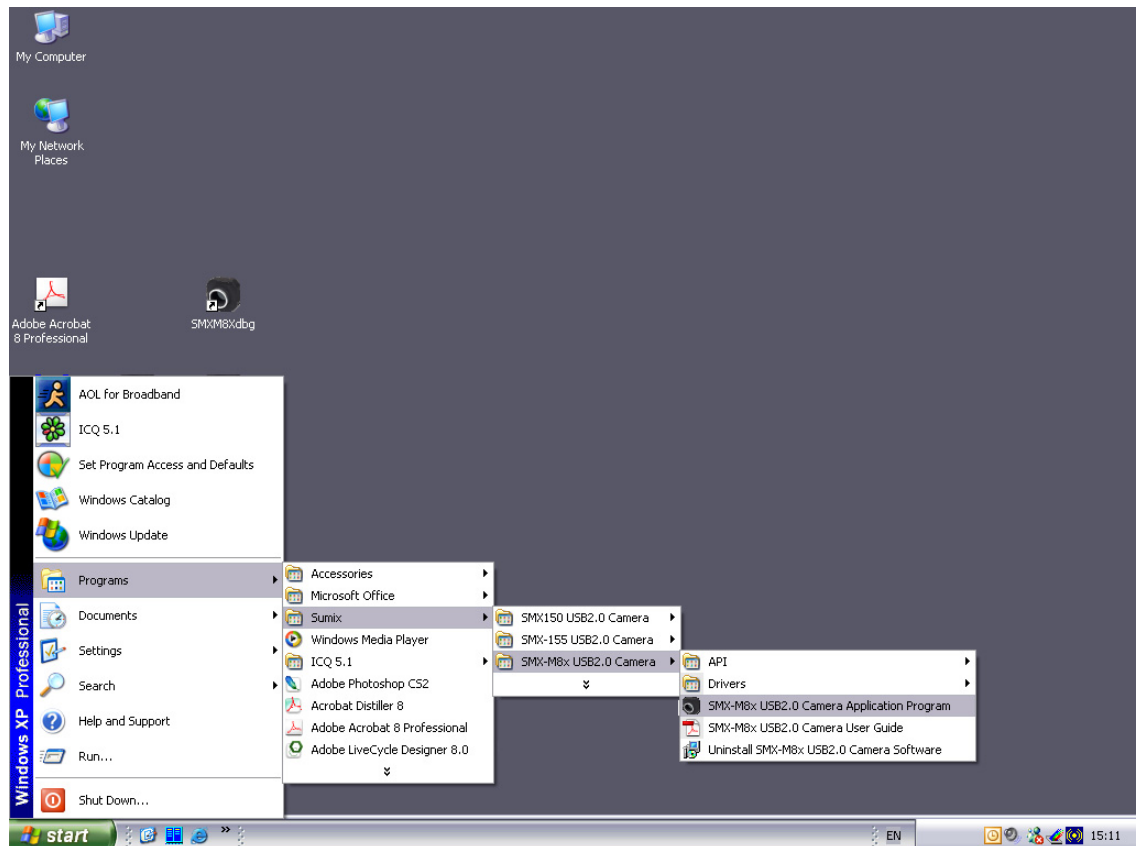 My Computer
My Network
Places
Adobe Acrobat
8 Professional
SMXM8Xdbg
Windows XP Professional
AOL for Broadband
ICQ 5.1
Set Program Access and Defaults
Windows Catalog
Windows Update
Programs
Documents
Settings
Search
Help and Support
Run...
Shut Down...
Accessories
Microsoft Office
Sumix
Windows Media Player
ICQ 5.1
Adobe Photoshop CS2
Acrobat Distiller 8
Adobe Acrobat 8 Professional
Adobe LiveCycle Designer 8.0
SMX150 USB2.0 Camera
SMX-155 USB2.0 Camera
SMX-M8x USB2.0 Camera
API
Drivers
SMX-M8x USB2.0 Camera Application Program
SMX-M8x USB2.0 Camera User Guide
Uninstall SMX-M8x USB2.0 Camera Software
start
EN
15:11